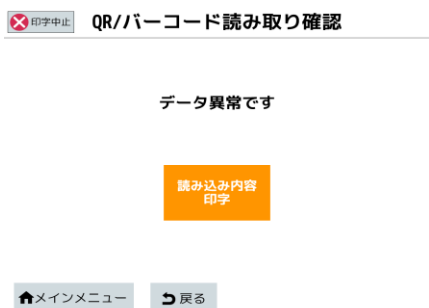 印字中止
QR/バーコード読み取り確認
データ異常です
読み込み内容
印字
メインメニュー
戻る